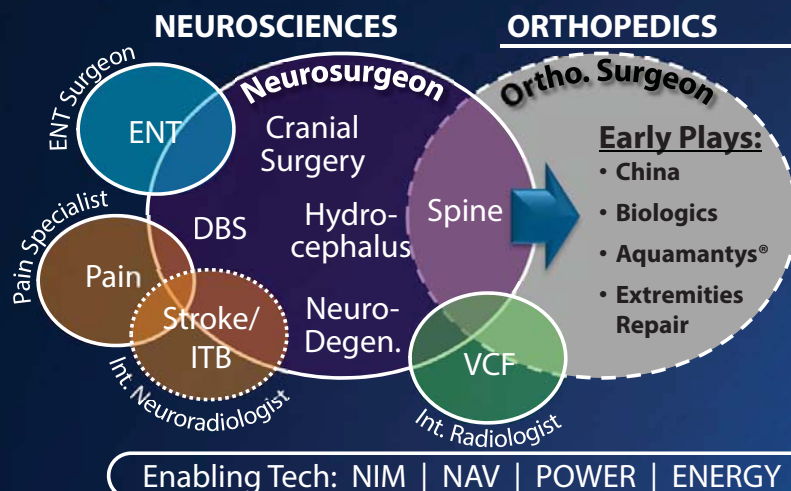 NEUROSCIENCES
ORTHOPEDICS
ENT Surgeon
Neurosurgeon
Ortho. Surgeon
ENT
Cranial
Surgery
Early Plays:
• China
• Biologics
• Aquamantys®
• Extremities
Repair
Pain Specialist
DBS
Hydro-
cephalus
Spine
Pain
Stroke/
ITB
Neuro-
Degen.
VCF
Int. Neuroradiologist
Int. Radiologist
Enabling Tech: NIM | NAV | POWER | ENERGY